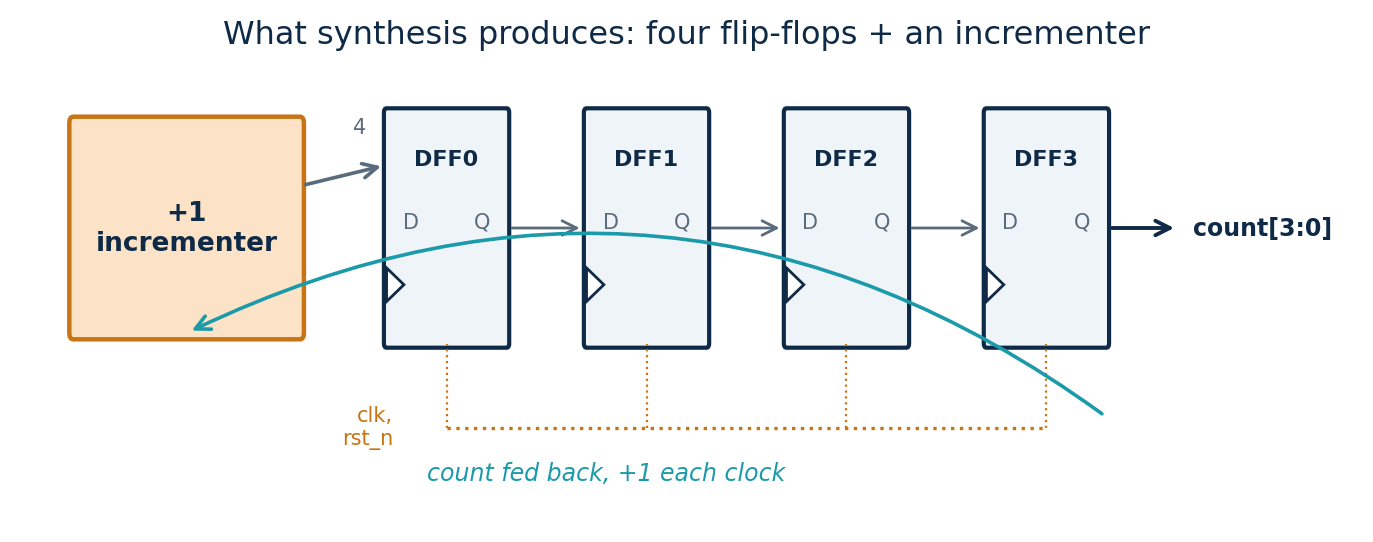 What synthesis produces: four flip-flops + an incrementer
4
+1
incrementer
DFF0
D Q
DFF1
D Q
DFF2
D Q
DFF3
D Q
count[3:0]
clk,
rst_n
count fed back, +1 each clock